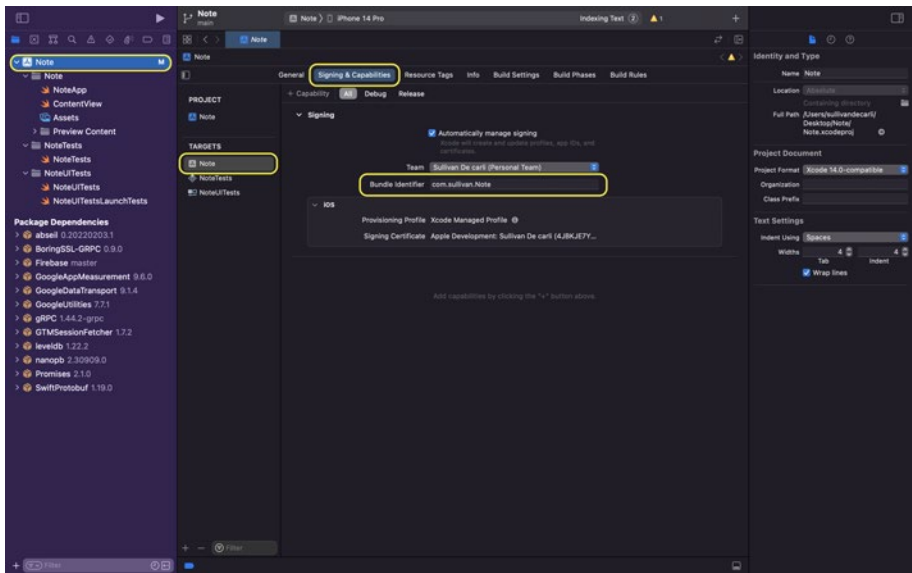 Note
main
Note
iPhone 14 Pro
Indexing Text
2
1
Note
M
Note
NoteApp
ContentView
Assets
Preview Content
NoteTests
NoteTests
NoteUITests
NoteUITests
NoteUITestsLaunchTests
Package Dependencies
abseil 0.20220203.1
BoringSSL-GRPC 0.9.0
Firebase master
GoogleAppMeasurement 9.6.0
GoogleDataTransport 9.1.4
GoogleUtilities 7.7.1
gRPC 1.44.2-grpc
GTMSessionFetcher 1.7.2
leveldb 1.22.2
nanopb 2.30909.0
Promises 2.1.0
SwiftProtobuf 1.19.0
Filter
Note
Note
PROJECT
Note
TARGETS
Note
NoteTests
NoteUITests
Filter
General Signing & Capabilities Resource Tags Info Build Settings Build Phases Build Rules
+ Capability All Debug Release
Signing
Automatically manage signing
Xcode will create and update profiles, app IDs, and
certificates.
Team Sullivan De carli (Personal Team)
Bundle Identifier com.sullivan.Note
iOS
Provisioning Profile Xcode Managed Profile
Signing Certificate Apple Development: Sullivan De carli (4J8KJE7Y...
Add capabilities by clicking the "+" button above.
Identity and Type
Name Note
Location Absolute
Containing directory
Full Path /Users/sullivandecarli/
Desktop/Note/
Note.xcodeproj
Project Document
Project Format Xcode 14.0-compatible
Organization
Class Prefix
Text Settings
Indent Using Spaces
Widths 4 4
Tab Indent
Wrap lines